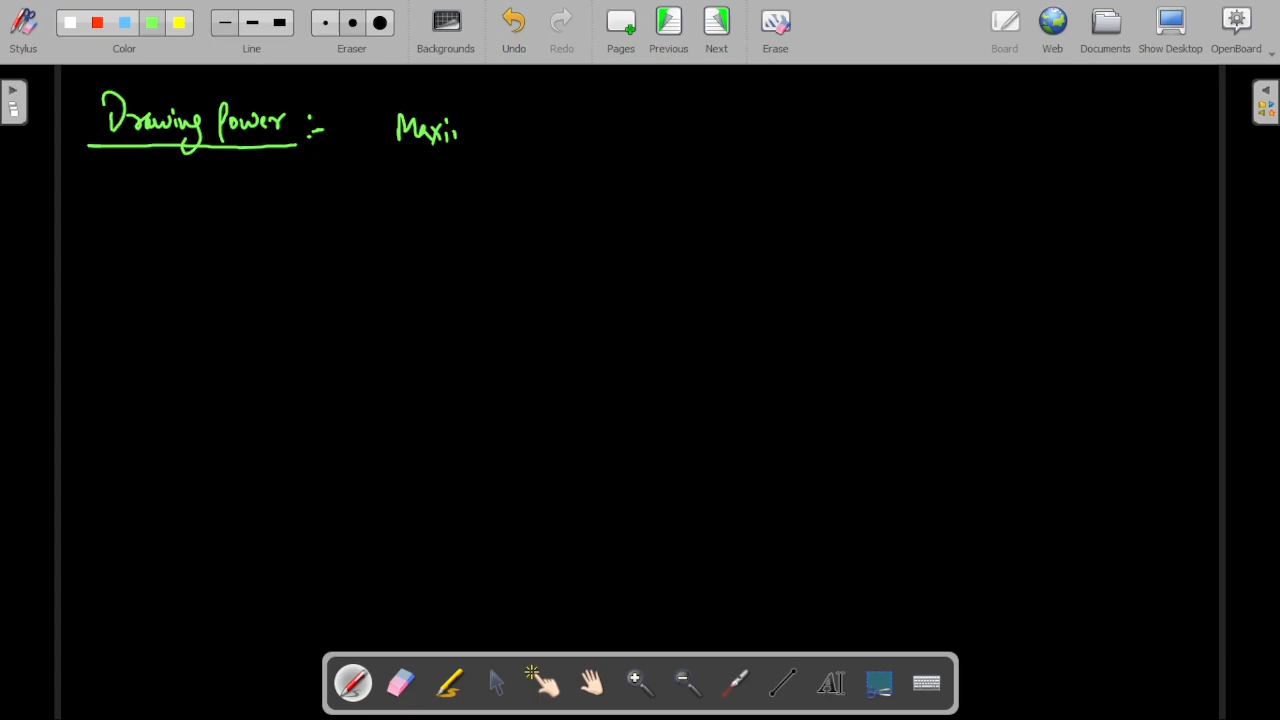 Stylus Color Line Eraser Backgrounds Undo Redo Pages Previous Next Erase Board Web Documents Show Desktop OpenBoard
Drawing Power :- Maxi
AI